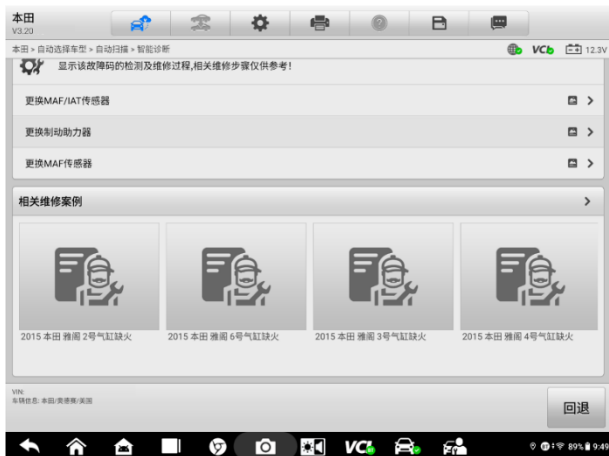 本田
V3.20
本田 > 自动选择车型 > 自动扫描 > 智能诊断
VCI 12.3V
显示该故障码的检测及维修过程,相关维修步骤仅供参考!
更换MAF/IAT传感器
更换制动助力器
更换MAF传感器
相关维修案例
2015 本田 雅阁 2号气缸缺火
2015 本田 雅阁 6号气缸缺火
2015 本田 雅阁 3号气缸缺火
2015 本田 雅阁 4号气缸缺火
VIN:
车辆信息: 本田/奥德赛/美国
回退
VCI 89% 9:49